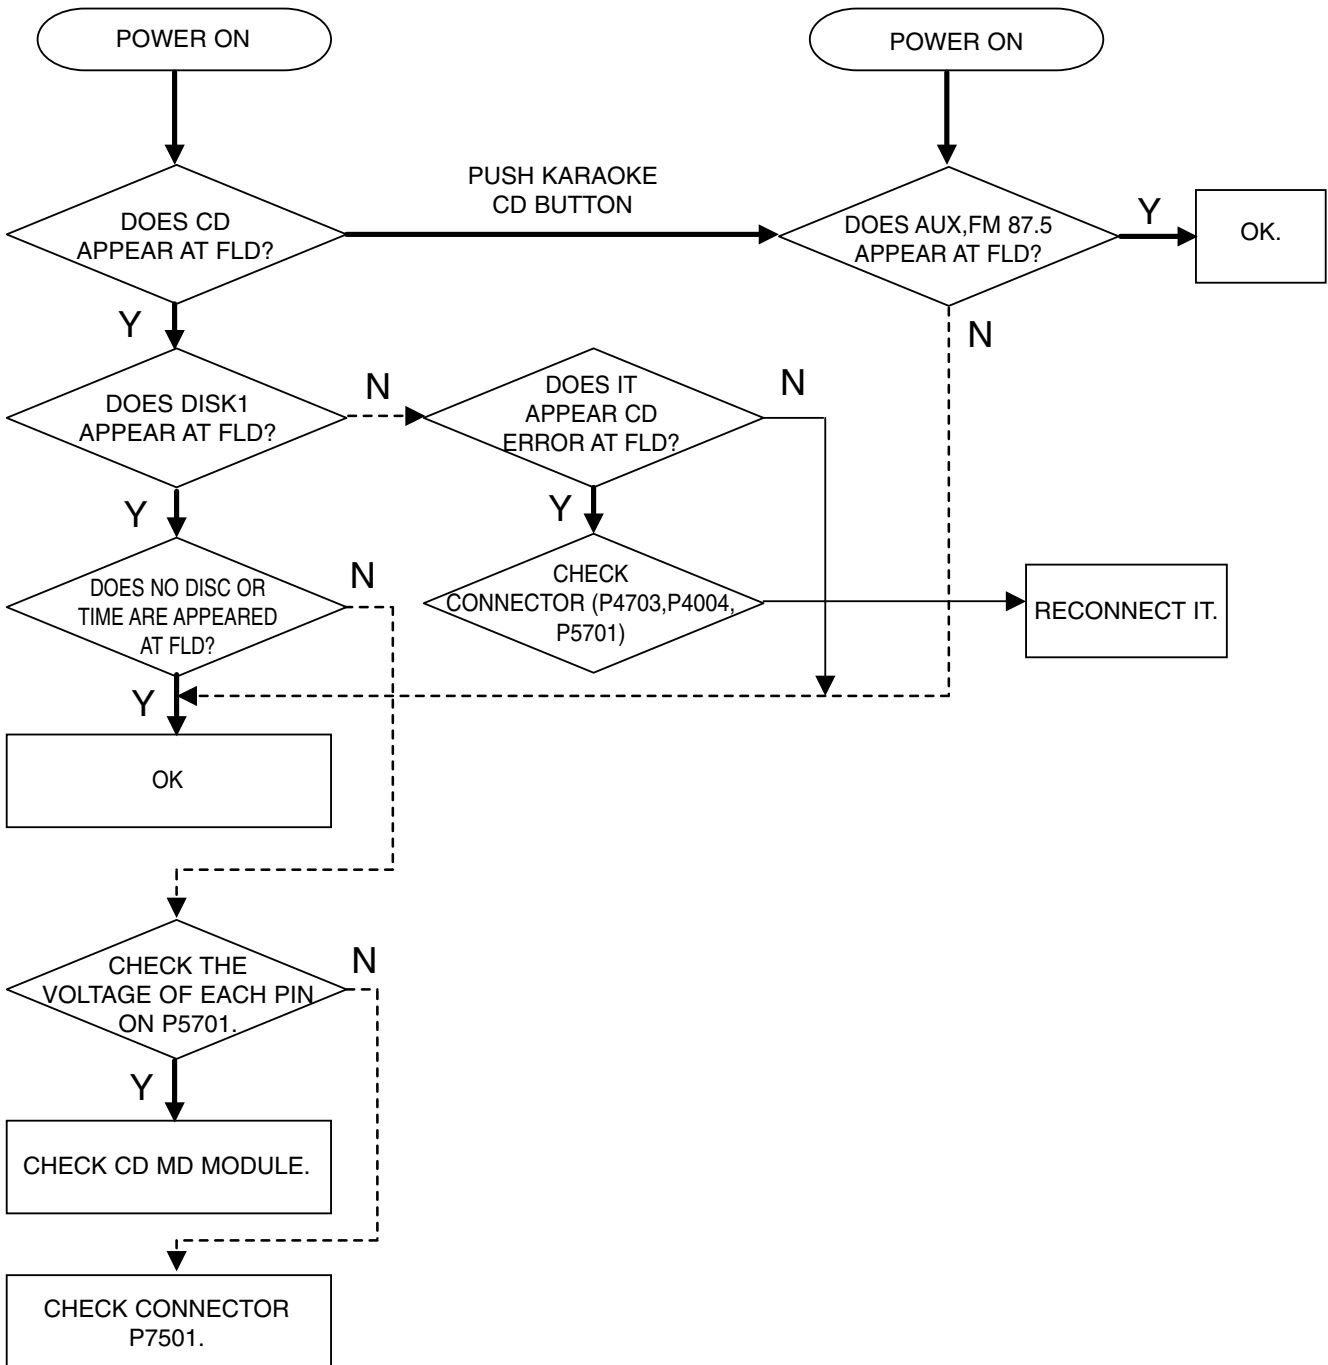 POWER ON
POWER ON
PUSH KARAOKE
CD BUTTON
DOES CD
APPEAR AT FLD?
DOES AUX,FM 87.5
APPEAR AT FLD?
Y
OK.
Y
N
DOES DISK1
APPEAR AT FLD?
N
DOES IT
APPEAR CD
ERROR AT FLD?
N
Y
Y
DOES NO DISC OR
TIME ARE APPEARED
AT FLD?
N
CHECK
CONNECTOR (P4703,P4004,
P5701)
RECONNECT IT.
Y
OK
CHECK THE
VOLTAGE OF EACH PIN
ON P5701.
N
Y
CHECK CD MD MODULE.
CHECK CONNECTOR
P7501.